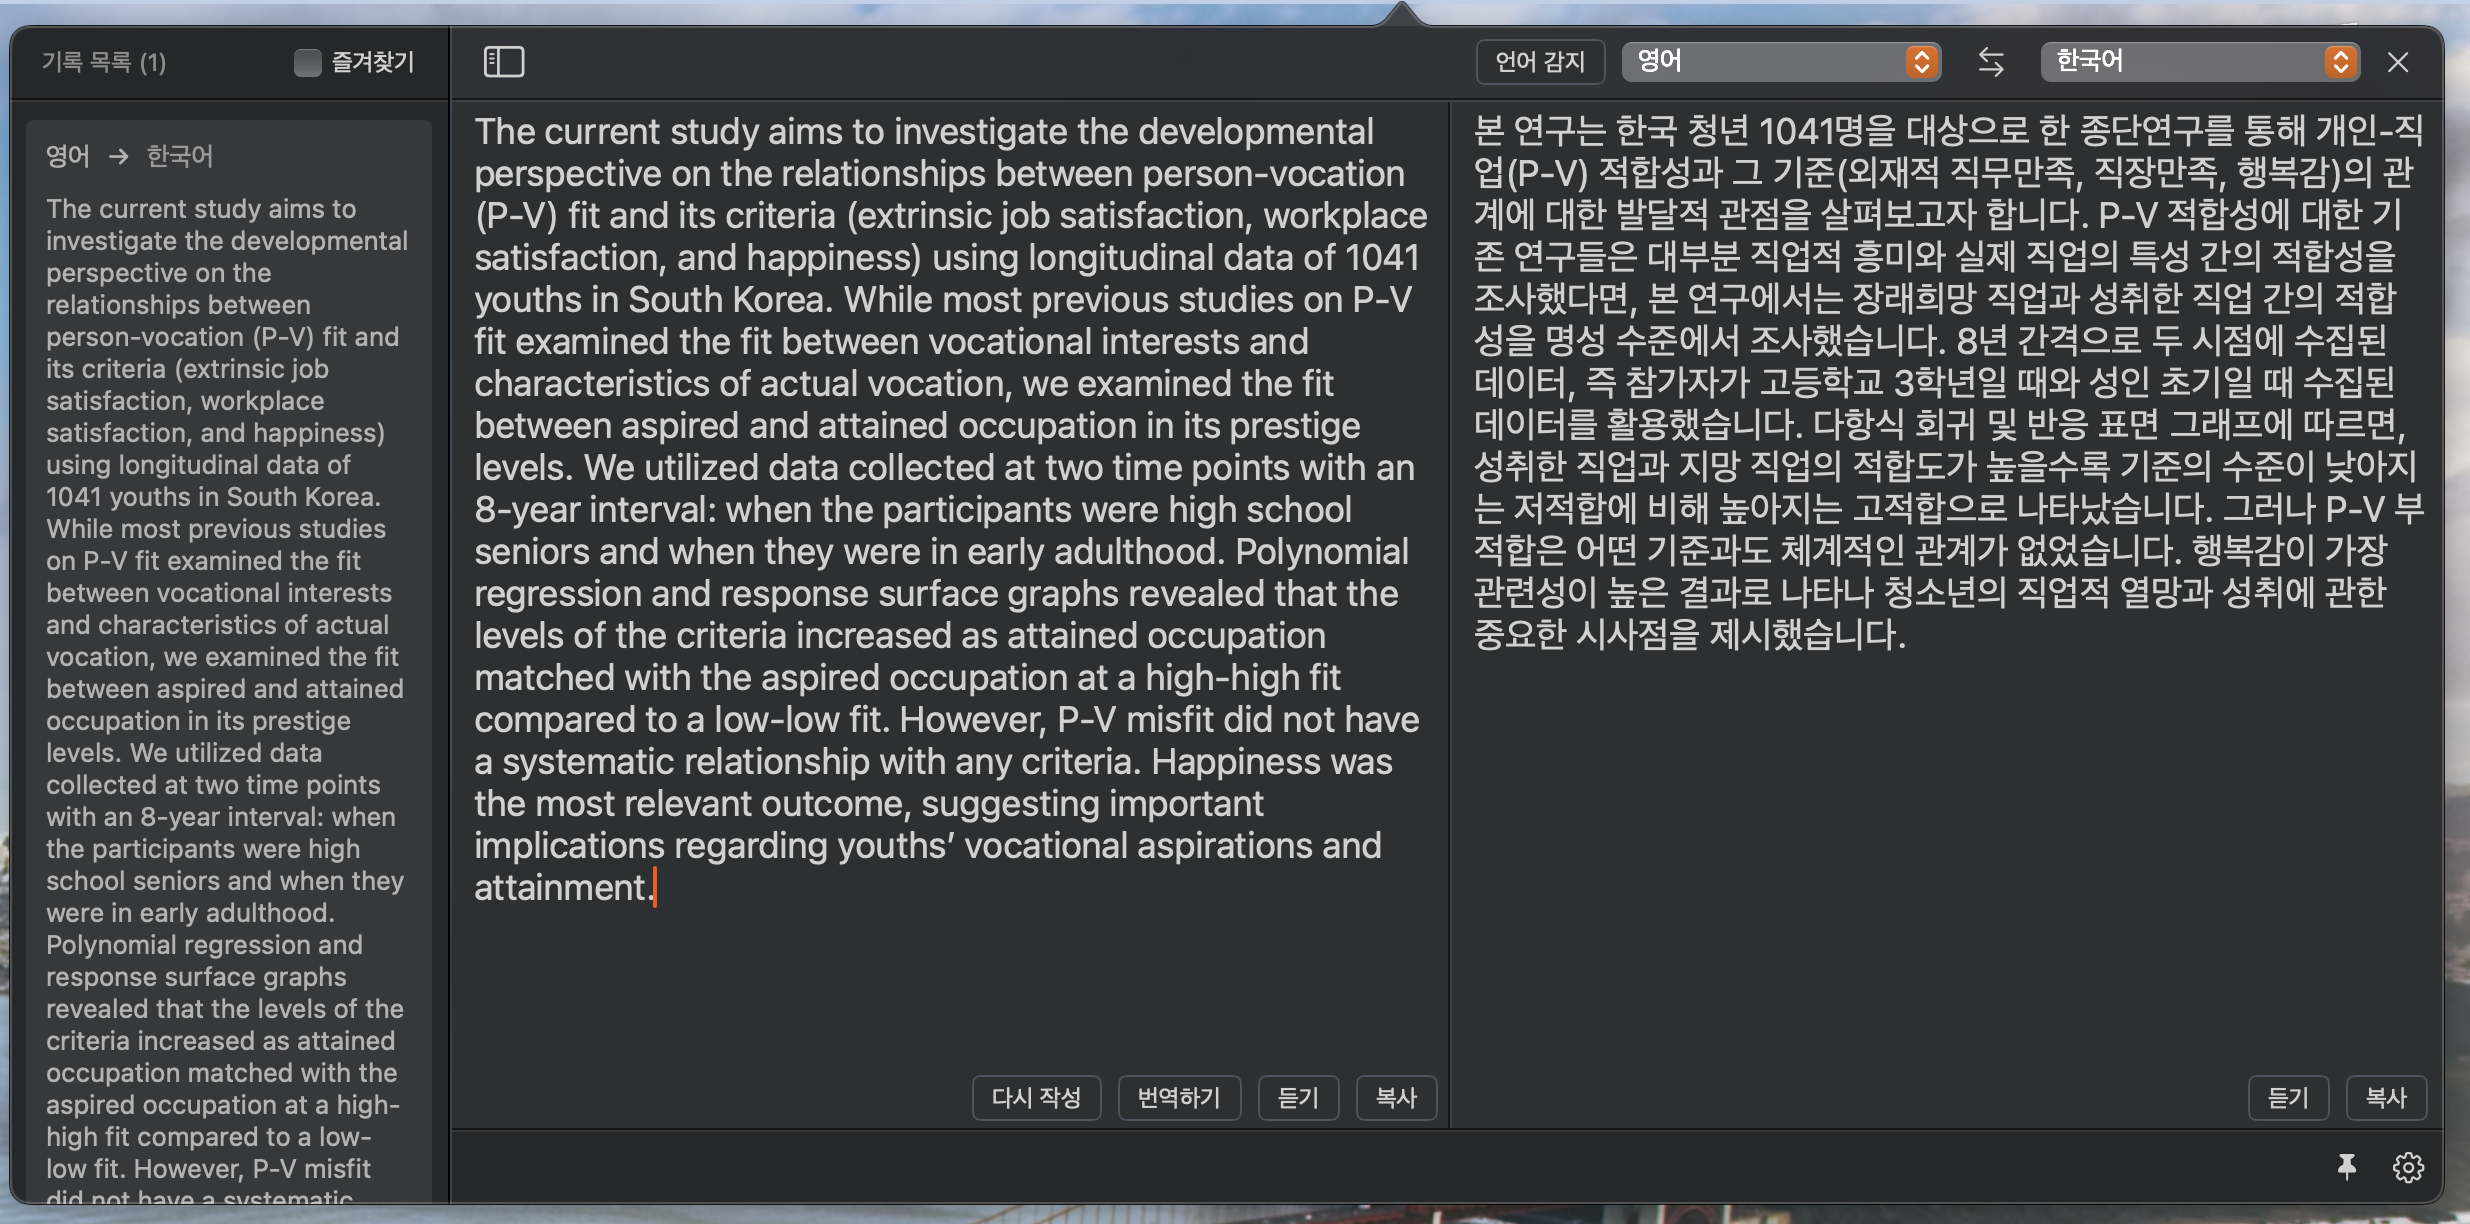 기록 목록 (1)
즐겨찾기
영어 → 한국어
The current study aims to
investigate the developmental
perspective on the
relationships between
person-vocation (P-V) fit and
its criteria (extrinsic job
satisfaction, workplace
satisfaction, and happiness)
using longitudinal data of
1041 youths in South Korea.
While most previous studies
on P-V fit examined the fit
between vocational interests
and characteristics of actual
vocation, we examined the fit
between aspired and attained
occupation in its prestige
levels. We utilized data
collected at two time points
with an 8-year interval: when
the participants were high
school seniors and when they
were in early adulthood.
Polynomial regression and
response surface graphs
revealed that the levels of the
criteria increased as attained
occupation matched with the
aspired occupation at a high-
high fit compared to a low-
low fit. However, P-V misfit
did not have a systematic
언어 감지
영어
한국어
The current study aims to investigate the developmental
perspective on the relationships between person-vocation
(P-V) fit and its criteria (extrinsic job satisfaction, workplace
satisfaction, and happiness) using longitudinal data of 1041
youths in South Korea. While most previous studies on P-V
fit examined the fit between vocational interests and
characteristics of actual vocation, we examined the fit
between aspired and attained occupation in its prestige
levels. We utilized data collected at two time points with an
8-year interval: when the participants were high school
seniors and when they were in early adulthood. Polynomial
regression and response surface graphs revealed that the
levels of the criteria increased as attained occupation
matched with the aspired occupation at a high-high fit
compared to a low-low fit. However, P-V misfit did not have
a systematic relationship with any criteria. Happiness was
the most relevant outcome, suggesting important
implications regarding youths’ vocational aspirations and
attainment.
다시 작성
번역하기
듣기
복사
본 연구는 한국 청년 1041명을 대상으로 한 종단연구를 통해 개인-직
업(P-V) 적합성과 그 기준(외재적 직무만족, 직장만족, 행복감)의 관
계에 대한 발달적 관점을 살펴보고자 합니다. P-V 적합성에 대한 기
존 연구들은 대부분 직업적 흥미와 실제 직업의 특성 간의 적합성을
조사했다면, 본 연구에서는 장래희망 직업과 성취한 직업 간의 적합
성을 명성 수준에서 조사했습니다. 8년 간격으로 두 시점에 수집된
데이터, 즉 참가자가 고등학교 3학년일 때와 성인 초기일 때 수집된
데이터를 활용했습니다. 다항식 회귀 및 반응 표면 그래프에 따르면,
성취한 직업과 지망 직업의 적합도가 높을수록 기준의 수준이 낮아지
는 저적합에 비해 높아지는 고적합으로 나타났습니다. 그러나 P-V 부
적합은 어떤 기준과도 체계적인 관계가 없었습니다. 행복감이 가장
관련성이 높은 결과로 나타나 청소년의 직업적 열망과 성취에 관한
중요한 시사점을 제시했습니다.
듣기
복사